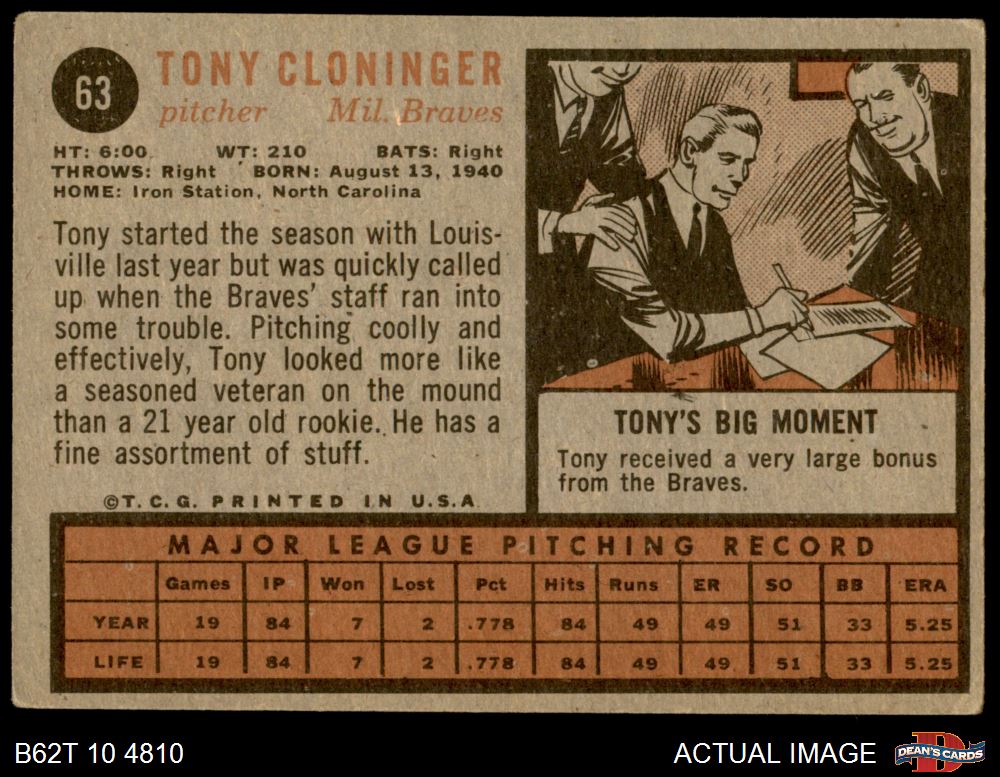 63
TONY CLONINGER
pitcher Mil. Braves
HT: 6:00 WT: 210 BATS: Right
THROWS: Right BORN: August 13, 1940
HOME: Iron Station, North Carolina
Tony started the season with Louis-
ville last year but was quickly called
up when the Braves' staff ran into
some trouble. Pitching coolly and
effectively, Tony looked more like
a seasoned veteran on the mound
than a 21 year old rookie. He has a
fine assortment of stuff.
©T. C. G. PRINTED IN U.S.A.
TONY'S BIG MOMENT
Tony received a very large bonus
from the Braves.
MAJOR LEAGUE PITCHING RECORD
Games IP Won Lost Pct Hits Runs ER SO BB ERA
YEAR 19 84 7 2 .778 84 49 49 51 33 5.25
LIFE 19 84 7 2 .778 84 49 49 51 33 5.25
B62T 10 4810 ACTUAL IMAGE DEAN'S CARDS